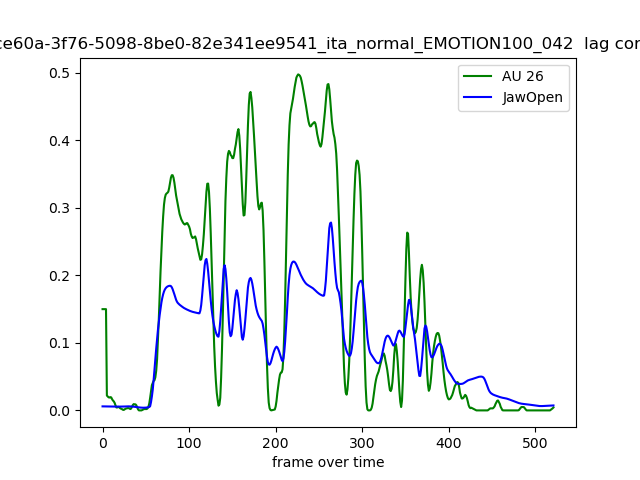 ce60a-3f76-5098-8be0-82e341ee9541_ita_normal_EMOTION100_042 lag cor
AU 26
JawOpen
0.5
0.4
0.3
0.2
0.1
0.0
0 100 200 300 400 500
frame over time